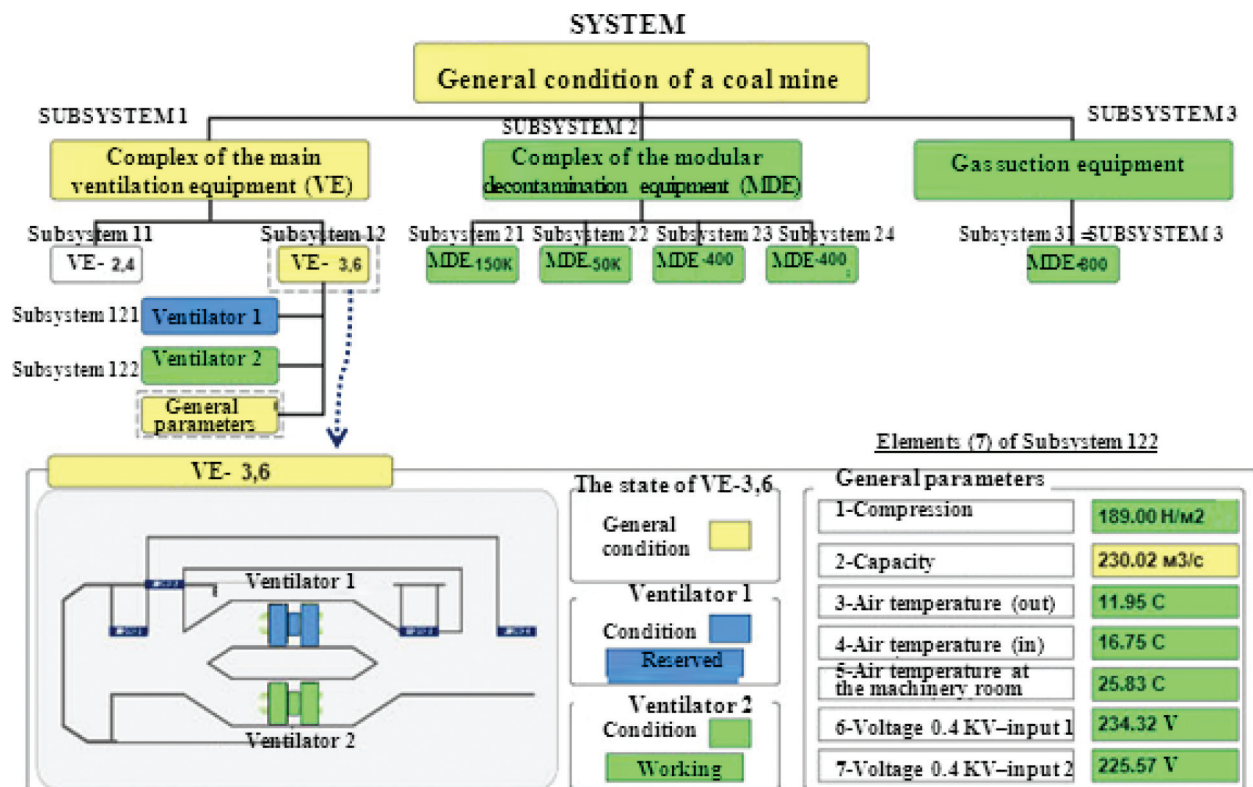 SYSTEM
General condition of a coal mine
SUBSYSTEM 1
SUBSYSTEM 2
SUBSYSTEM 3
Complex of the main
ventilation equipment (VE)
Complex of the modular
decontamination equipment (MDE)
Gas suction equipment
Subsystem 11
Subsystem 12
Subsystem 21
Subsystem 22
Subsystem 23
Subsystem 24
Subsystem 31 =SUBSYSTEM 3
VE- 2,4
VE- 3,6
MDE-150K
MDE-50K
MDE-400
MDE-400
MDE-800
Subsystem 121
Ventilator 1
Subsystem 122
Ventilator 2
General
parameters
Elements (7) of Subsystem 122
VE- 3,6
Ventilator 1
Ventilator 2
The state of VE-3,6
General
condition
Ventilator 1
Condition
Reserved
Ventilator 2
Condition
Working
General parameters
1-Compression
189.00 Н/м2
2-Capacity
230.02 м3/с
3-Air temperature (out)
11.95 C
4-Air temperature (in)
16.75 C
5-Air temperature at
the machinery room
25.83 C
6-Voltage 0.4 KV–input 1
234.32 V
7-Voltage 0.4 KV–input 2
225.57 V